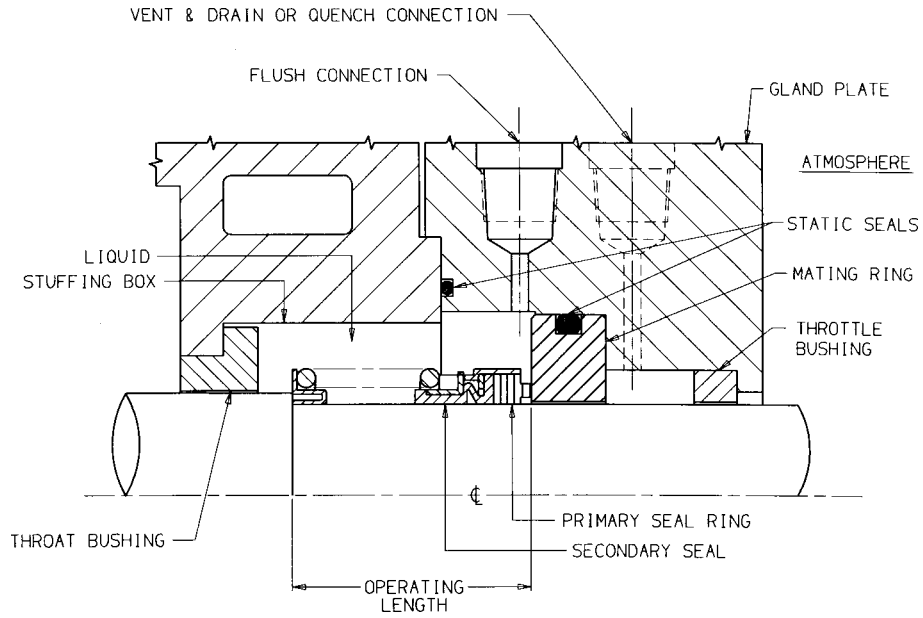 VENT & DRAIN OR QUENCH CONNECTION
FLUSH CONNECTION
GLAND PLATE
ATMOSPHERE
STATIC SEALS
LIQUID
STUFFING BOX
MATING RING
THROTTLE
BUSHING
℄
PRIMARY SEAL RING
THROAT BUSHING
SECONDARY SEAL
OPERATING
LENGTH